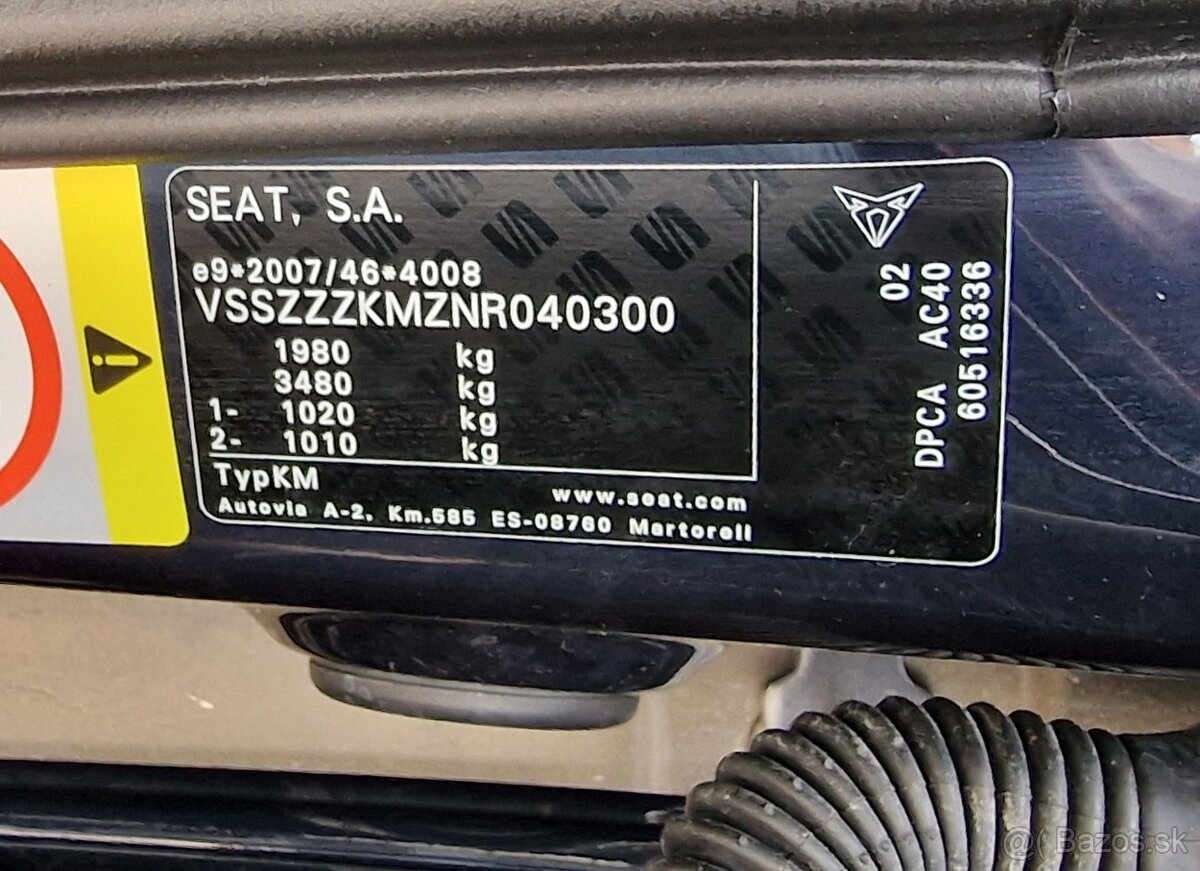 SEAT, S.A.
e9*2007/46*4008
VSSZZZKMZNR040300
1980 kg
3480 kg
1- 1020 kg
2- 1010 kg
TypKM
www.seat.com
Autovia A-2, Km.585 ES-08760 Martorell
02
DPCA AC40
60516336
@( Bazos.sk